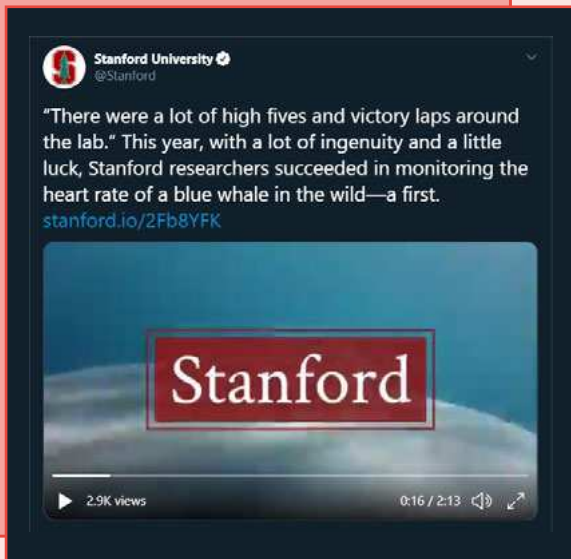 Stanford University
@Stanford
“There were a lot of high fives and victory laps around
the lab.” This year, with a lot of ingenuity and a little
luck, Stanford researchers succeeded in monitoring the
heart rate of a blue whale in the wild—a first.
stanford.io/2Fb8YFK
Stanford
2.9K views 0:16 / 2:13